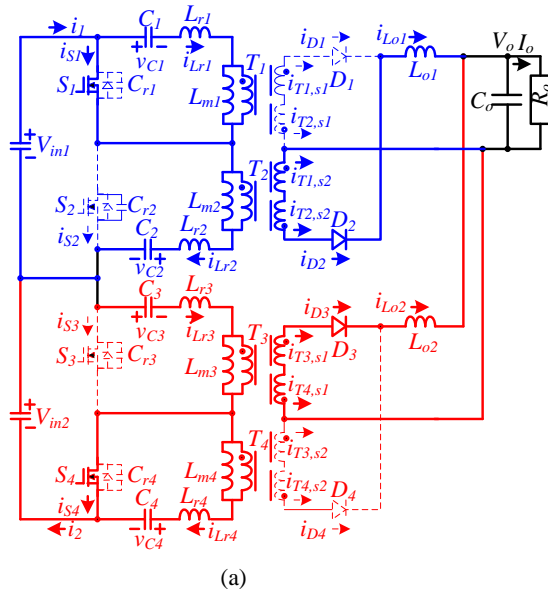 i1 C1 Lr1 iD1 iLo1 Vo Io
iS1 vC1 iLr1 T1 D1 Lo1
S1 Cr1 Lm1 iT1,s1 Co Ro
iT2,s1
Vin1 T2 iT1,s2
S2 Cr2 Lm2 iT2,s2
iS2 C2 Lr2 D2
vC2 iLr2 iD2
C3 Lr3 iD3 iLo2
iS3 vC3 iLr3 T3 D3 Lo2
S3 Cr3 Lm3 iT3,s1
iT4,s1
Vin2 T4 iT3,s2
S4 Cr4 Lm4 iT4,s2 D4
iS4 C4 Lr4
i2 vC4 iLr4 iD4
(a)